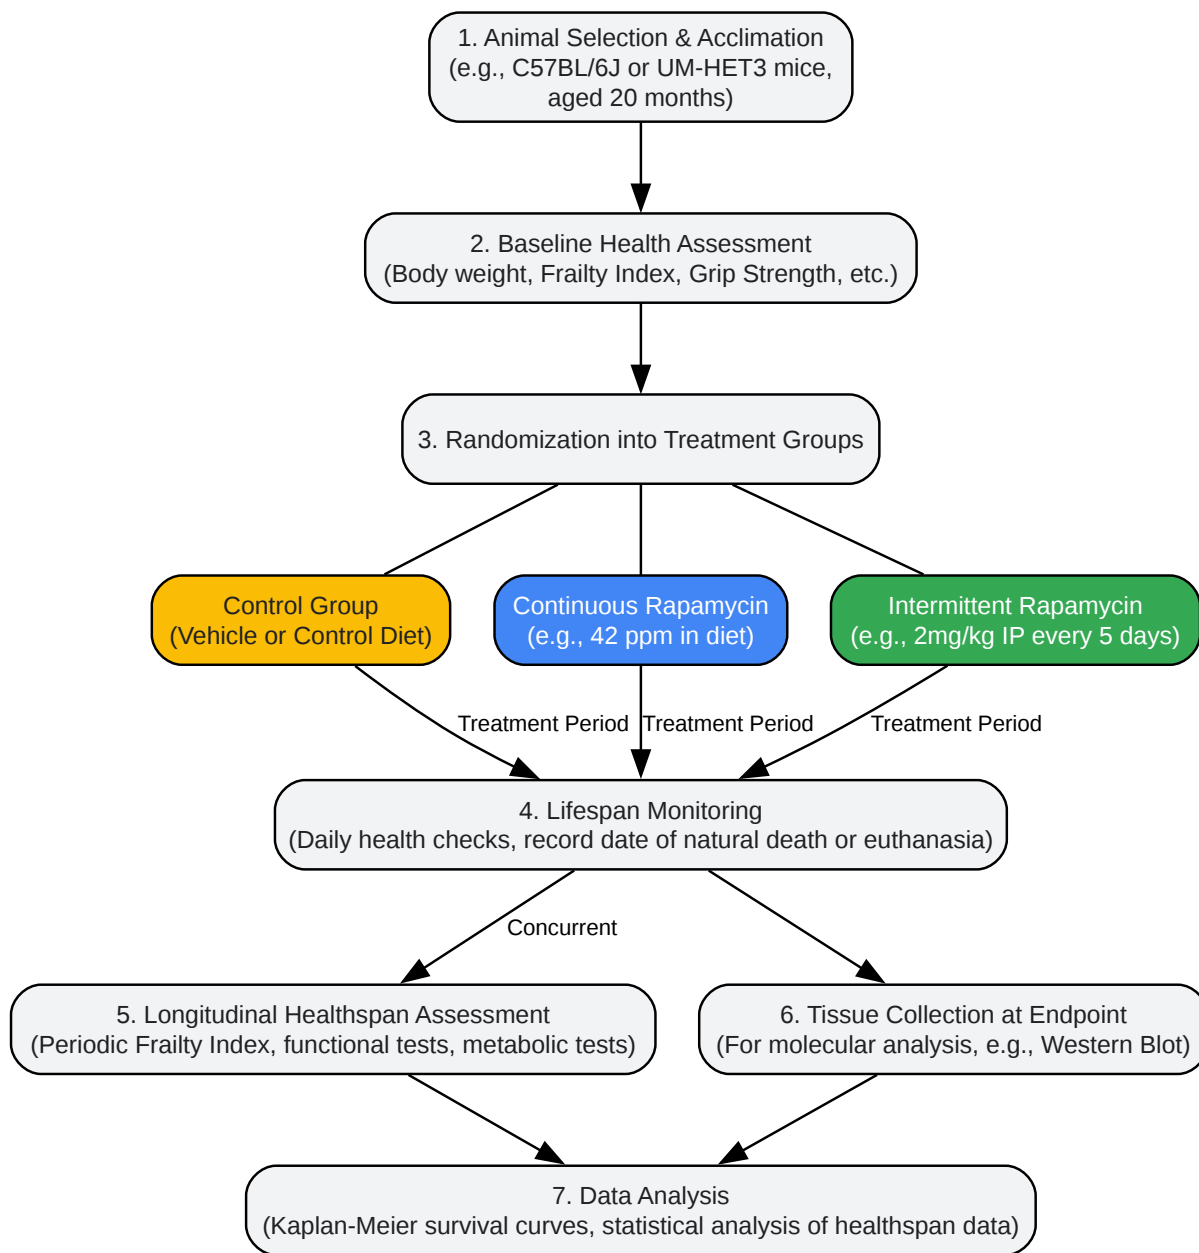 1. Animal Selection & Acclimation
(e.g., C57BL/6J or UM-HET3 mice,
aged 20 months)
2. Baseline Health Assessment
(Body weight, Frailty Index, Grip Strength, etc.)
3. Randomization into Treatment Groups
Control Group
(Vehicle or Control Diet)
Continuous Rapamycin
(e.g., 42 ppm in diet)
Intermittent Rapamycin
(e.g., 2mg/kg IP every 5 days)
Treatment Period
Treatment Period
Treatment Period
4. Lifespan Monitoring
(Daily health checks, record date of natural death or euthanasia)
Concurrent
5. Longitudinal Healthspan Assessment
(Periodic Frailty Index, functional tests, metabolic tests)
6. Tissue Collection at Endpoint
(For molecular analysis, e.g., Western Blot)
7. Data Analysis
(Kaplan-Meier survival curves, statistical analysis of healthspan data)